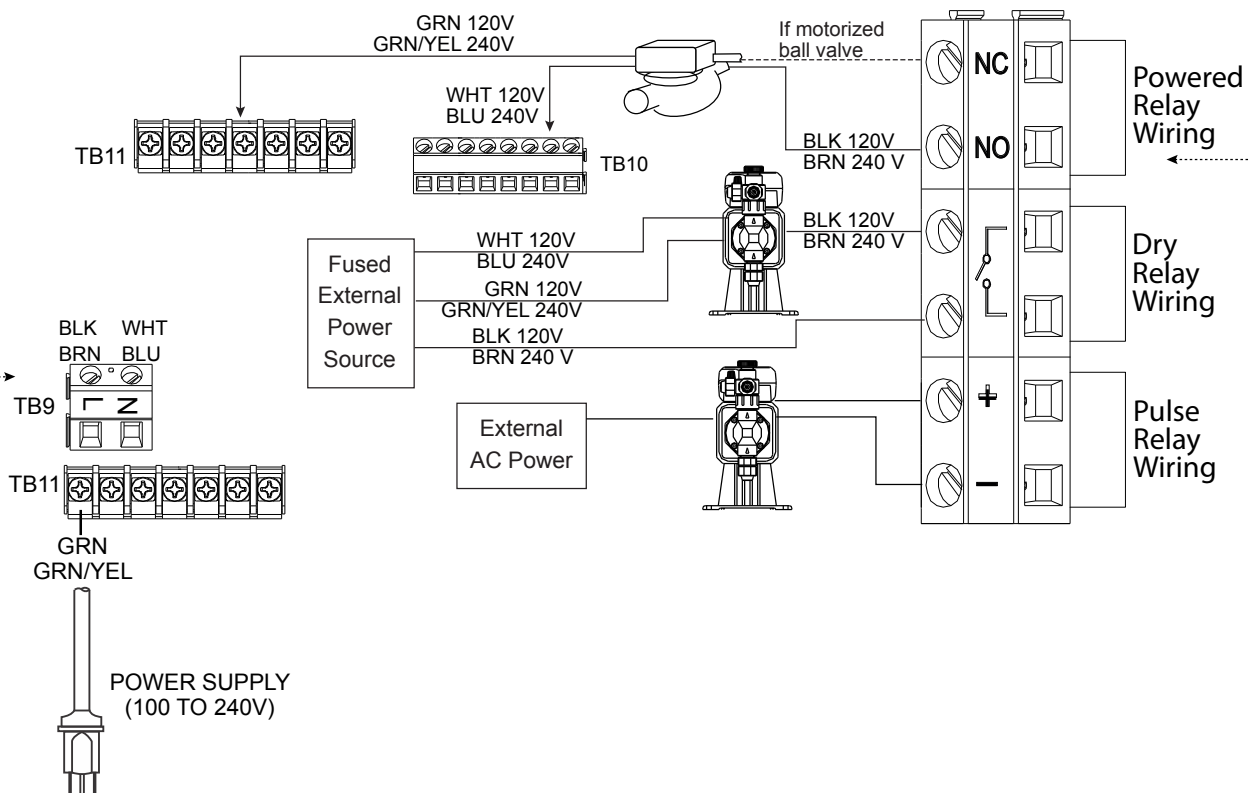 GRN 120V
GRN/YEL 240V
If motorized
ball valve
NC
Powered
Relay
Wiring
WHT 120V
BLU 240V
TB11
TB10
BLK 120V
BRN 240 V
NO
WHT 120V
BLU 240V
BLK 120V
BRN 240 V
Dry
Relay
Wiring
Fused
External
Power
Source
GRN 120V
GRN/YEL 240V
BLK 120V
BRN 240 V
BLK WHT
BRN BLU
TB9
L N
External
AC Power
+
Pulse
Relay
Wiring
–
TB11
GRN
GRN/YEL
POWER SUPPLY
(100 TO 240V)